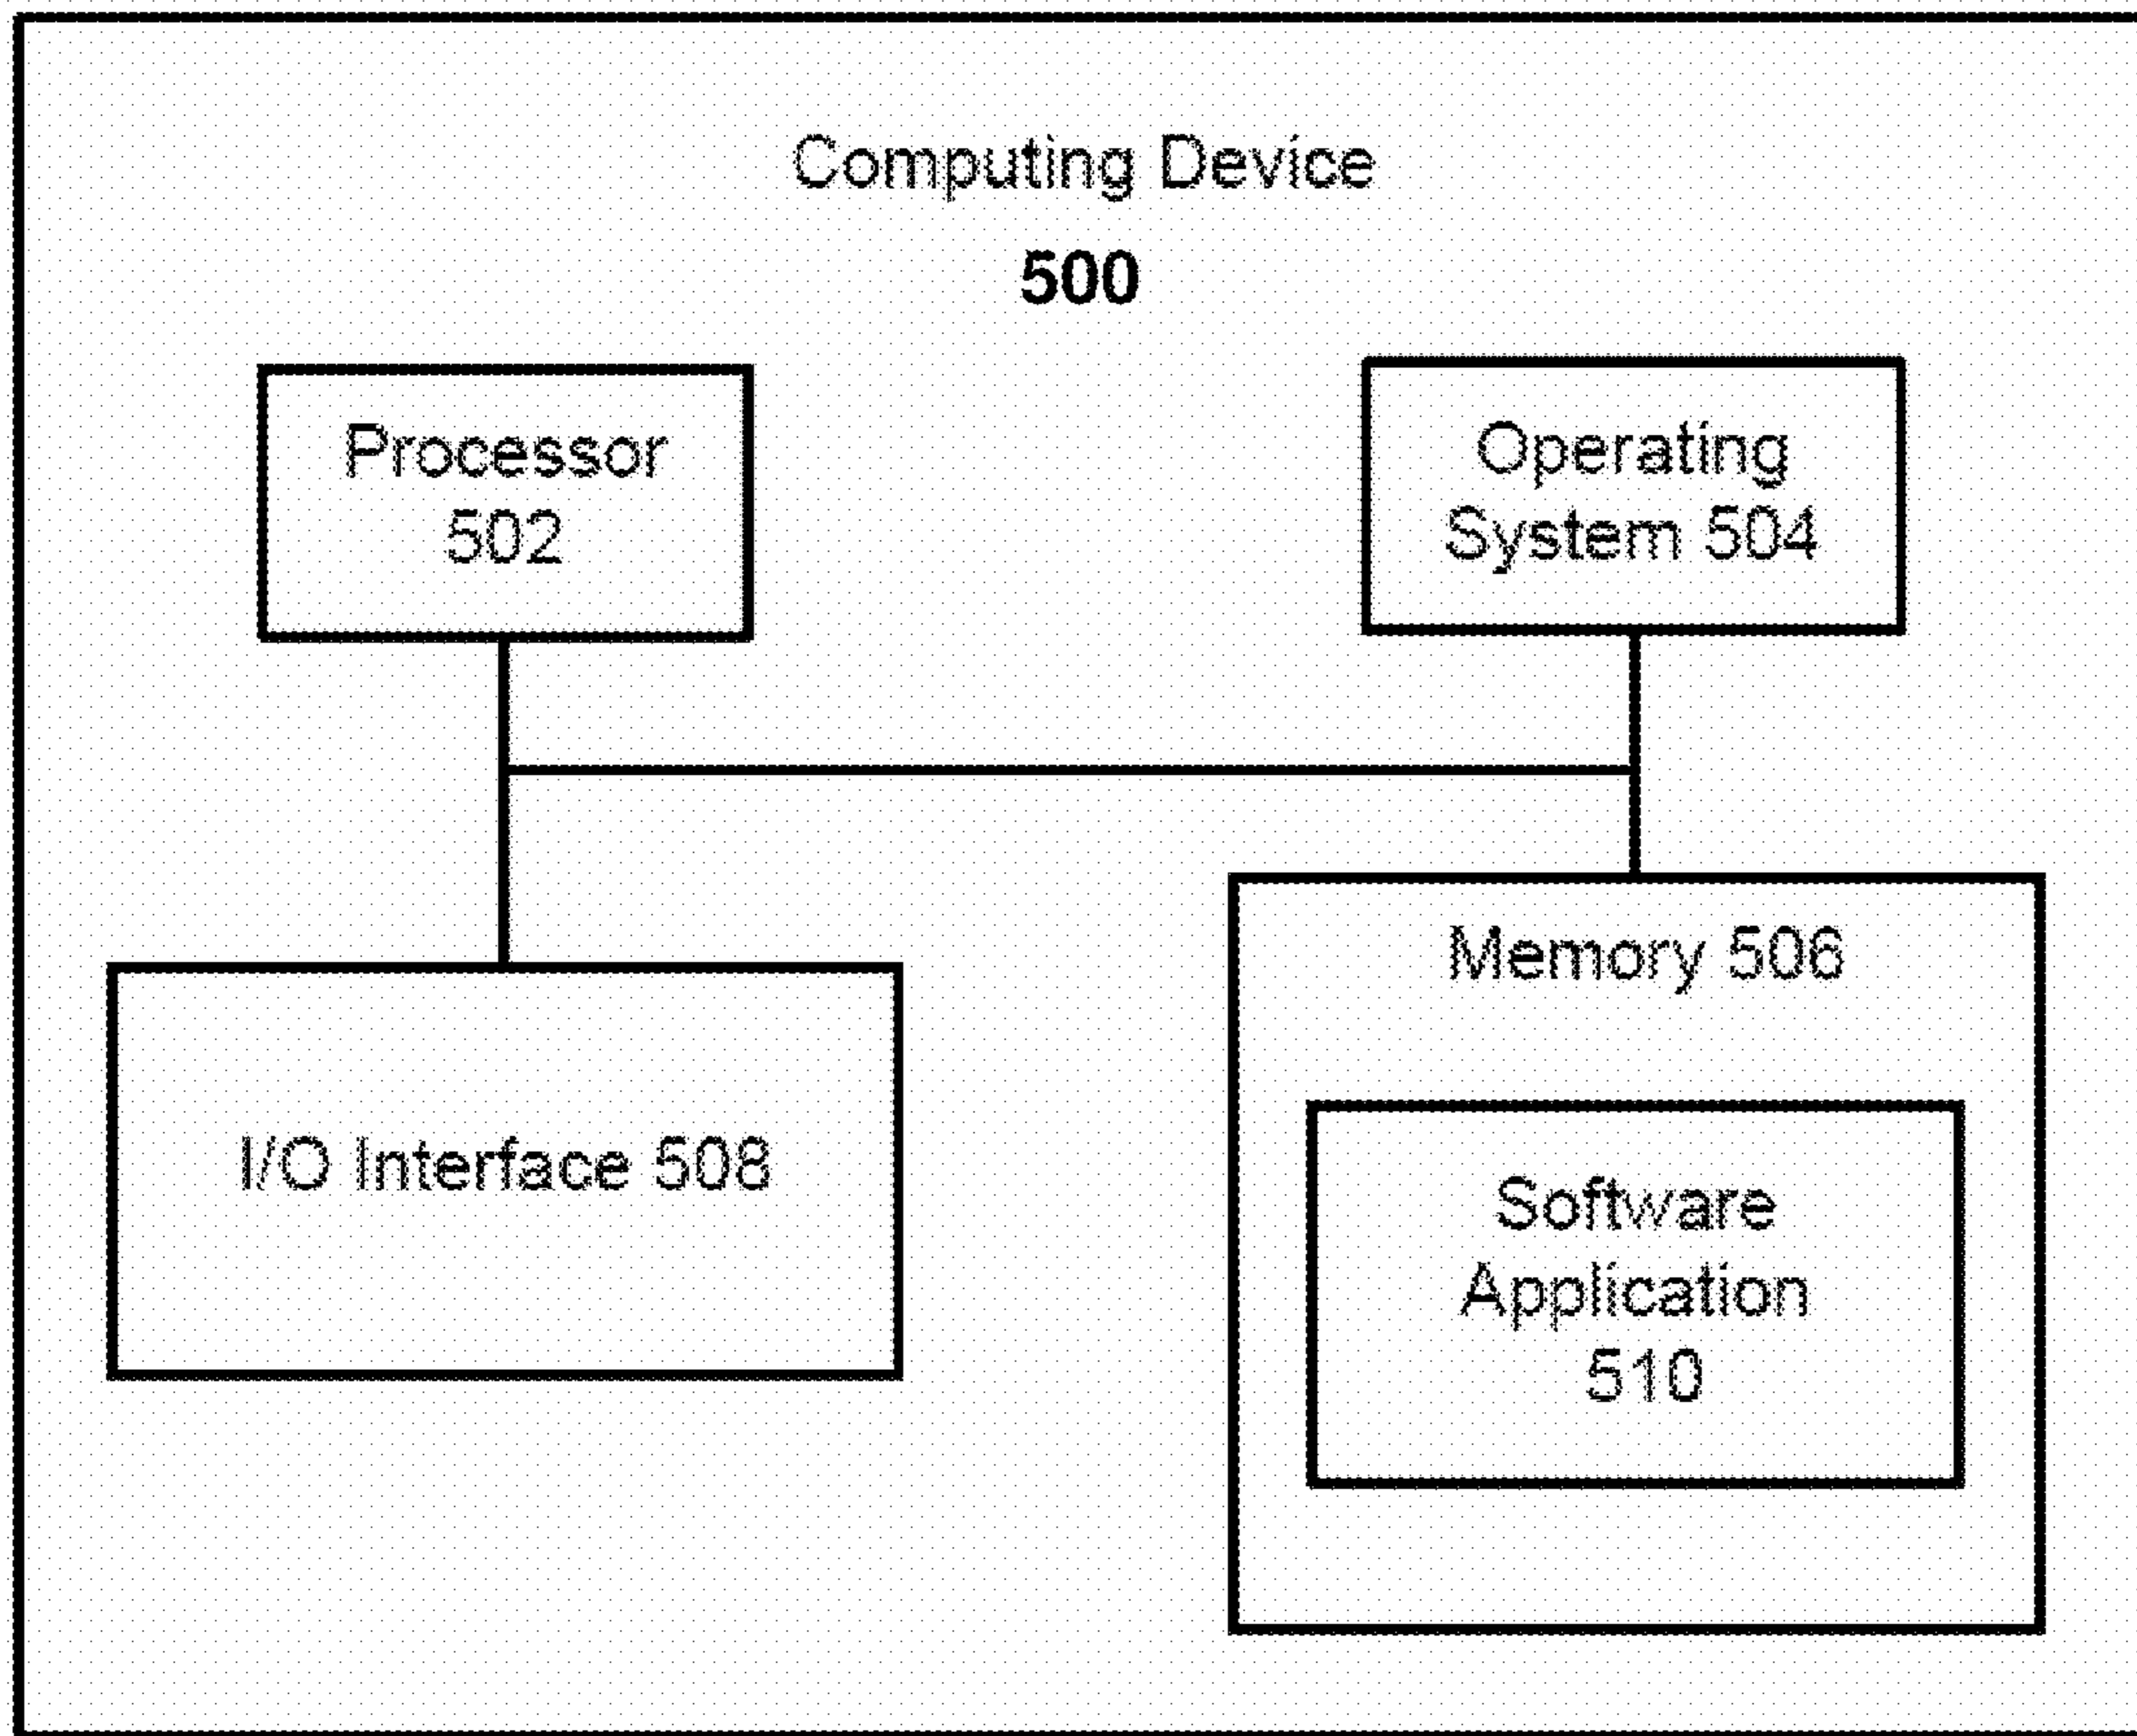 Computing Device
500
Processor
502
Operating
System 504
I/O Interface 508
Memory 506
Software
Application
510